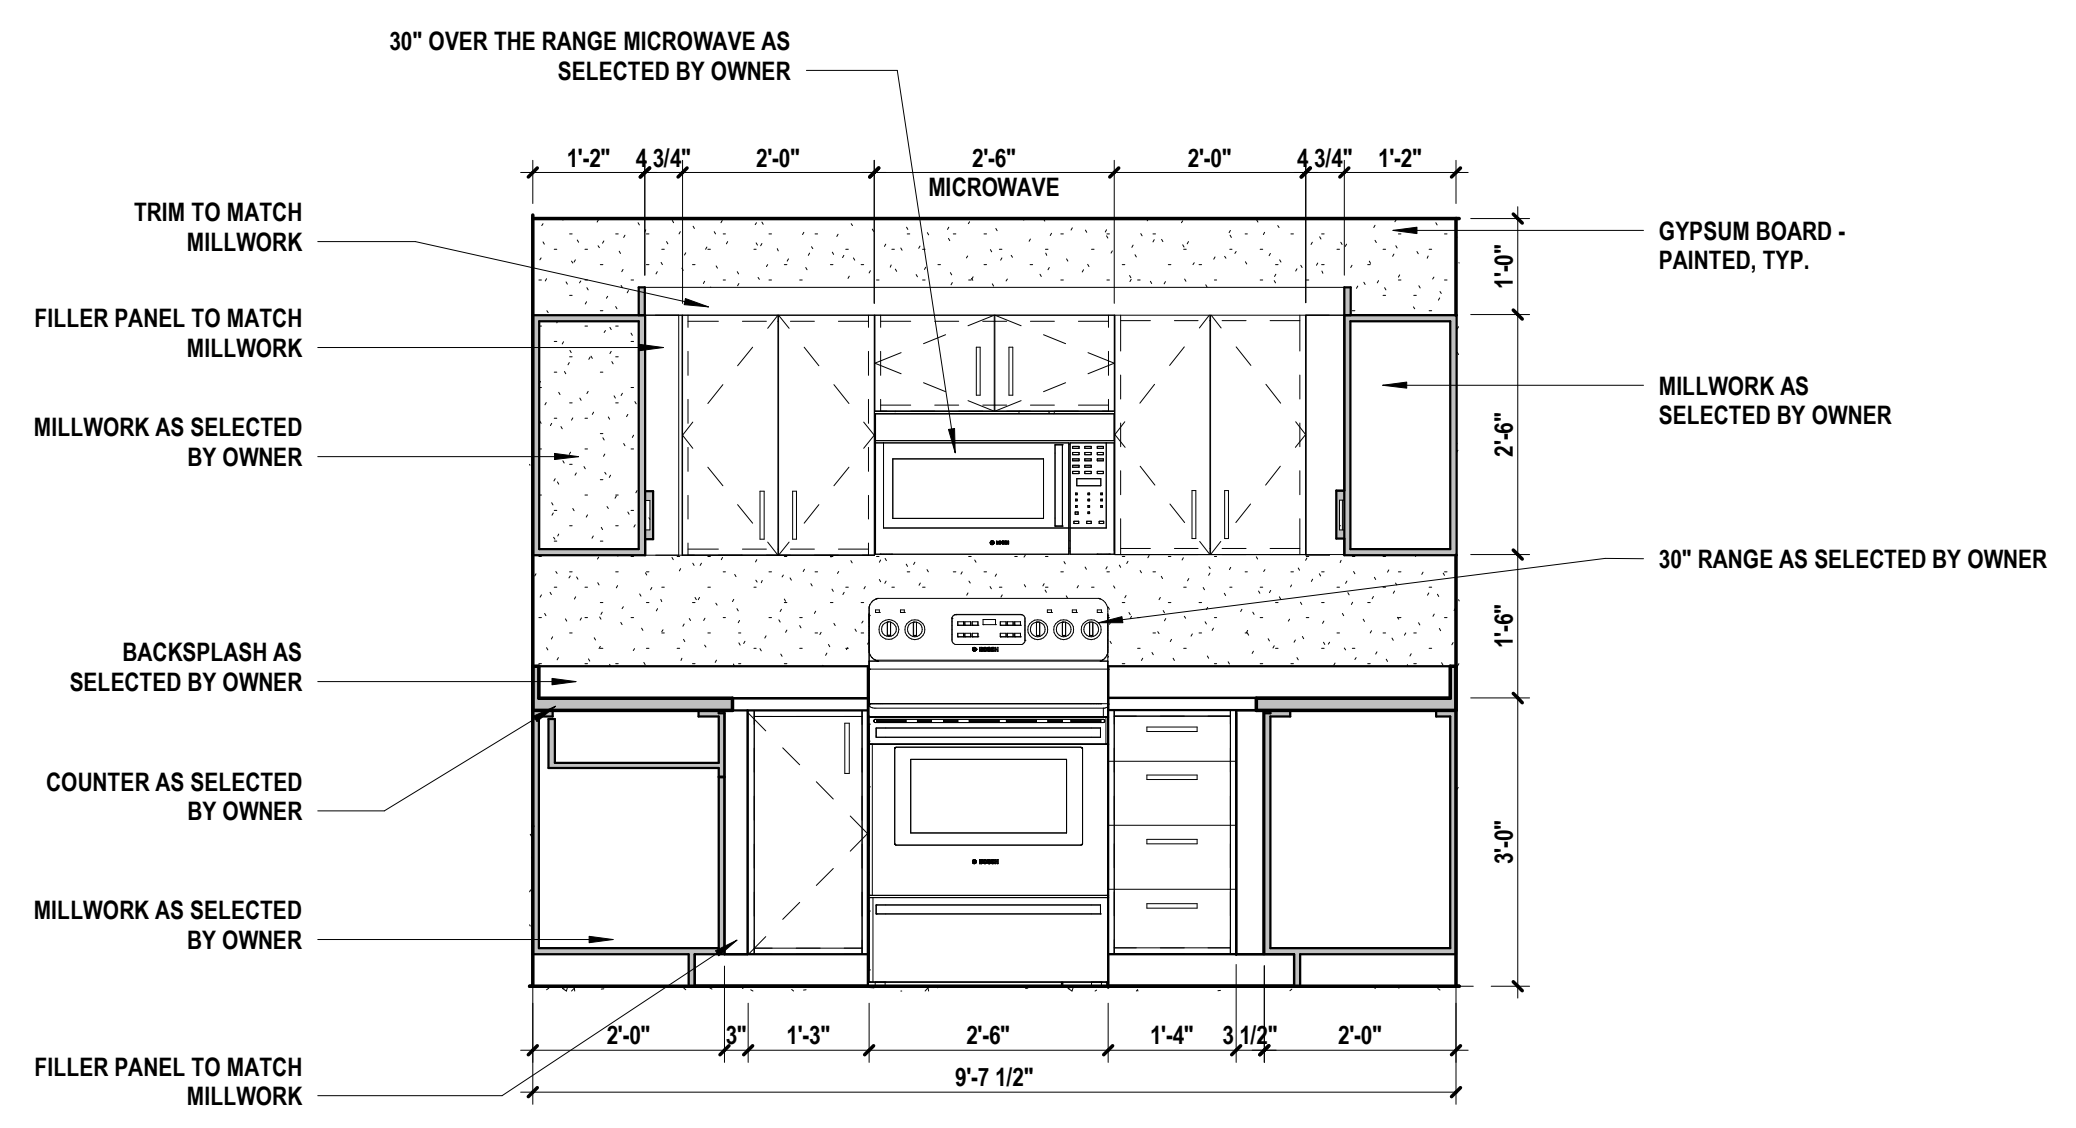 30" OVER THE RANGE MICROWAVE AS
SELECTED BY OWNER
1'-2"
4 3/4"
2'-0"
2'-6"
2'-0"
4 3/4"
1'-2"
MICROWAVE
TRIM TO MATCH
MILLWORK
GYPSUM BOARD -
PAINTED, TYP.
1'-0"
FILLER PANEL TO MATCH
MILLWORK
MILLWORK AS
SELECTED BY OWNER
2'-6"
MILLWORK AS SELECTED
BY OWNER
30" RANGE AS SELECTED BY OWNER
1'-6"
BACKSPLASH AS
SELECTED BY OWNER
COUNTER AS SELECTED
BY OWNER
3'-0"
MILLWORK AS SELECTED
BY OWNER
2'-0"
3"
1'-3"
2'-6"
1'-4"
3 1/2"
2'-0"
FILLER PANEL TO MATCH
MILLWORK
9'-7 1/2"